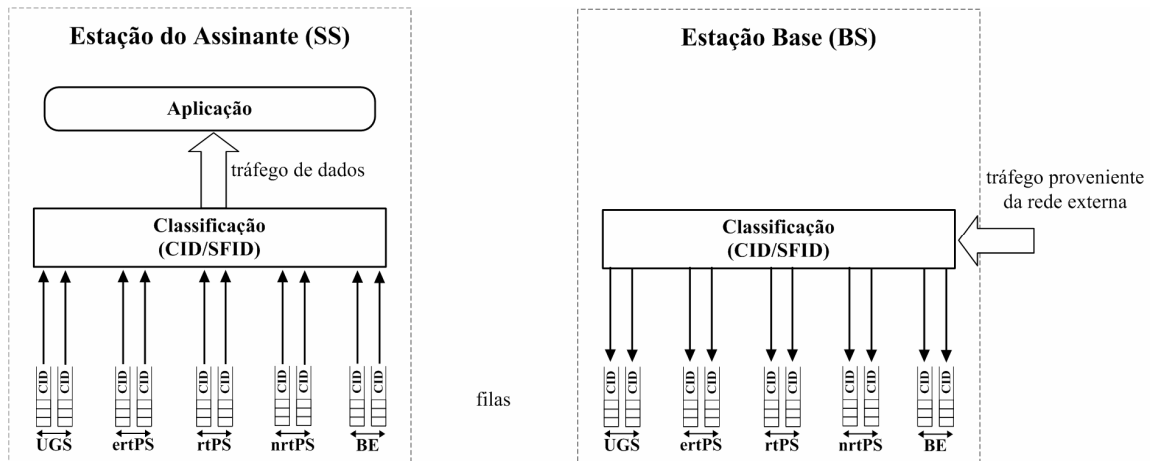 Estação do Assinante (SS)
Aplicação
tráfego de dados
Classificação
(CID/SFID)
CID CID CID CID CID CID CID CID CID CID
UGS ertPS rtPS nrtPS BE
filas
Estação Base (BS)
tráfego proveniente
da rede externa
Classificação
(CID/SFID)
CID CID CID CID CID CID CID CID CID CID
UGS ertPS rtPS nrtPS BE